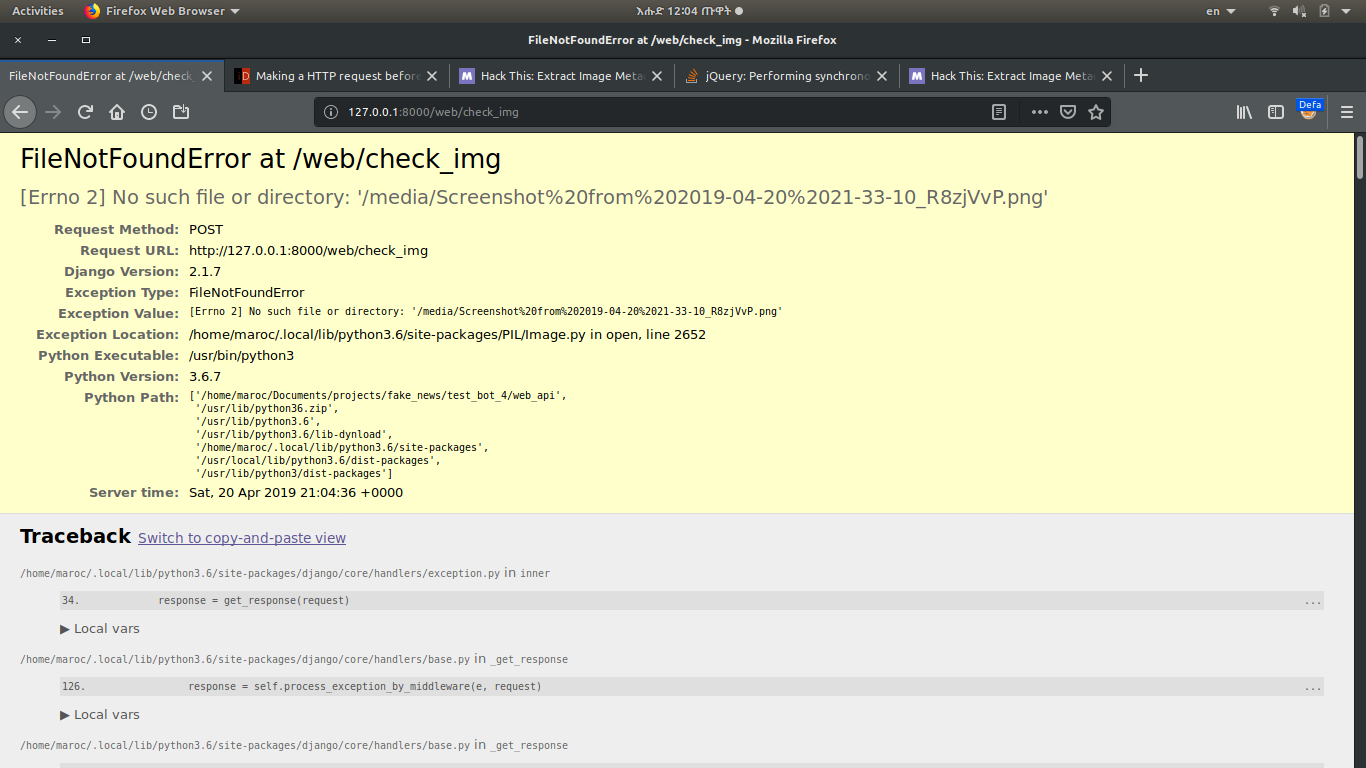 Activities Firefox Web Browser እሑድ 12:04 ጡዋት en
FileNotFoundError at /web/check_img - Mozilla Firefox
FileNotFoundError at /web/check_ Making a HTTP request before Hack This: Extract Image Meta jQuery: Performing synchrono Hack This: Extract Image Meta
127.0.0.1:8000/web/check_img Defa
FileNotFoundError at /web/check_img
[Errno 2] No such file or directory: '/media/Screenshot%20from%202019-04-20%2021-33-10_R8zjVvP.png'
Request Method: POST
Request URL: http://127.0.0.1:8000/web/check_img
Django Version: 2.1.7
Exception Type: FileNotFoundError
Exception Value: [Errno 2] No such file or directory: '/media/Screenshot%20from%202019-04-20%2021-33-10_R8zjVvP.png'
Exception Location: /home/maroc/.local/lib/python3.6/site-packages/PIL/Image.py in open, line 2652
Python Executable: /usr/bin/python3
Python Version: 3.6.7
Python Path: ['/home/maroc/Documents/projects/fake_news/test_bot_4/web_api',
'/usr/lib/python36.zip',
'/usr/lib/python3.6',
'/usr/lib/python3.6/lib-dynload',
'/home/maroc/.local/lib/python3.6/site-packages',
'/usr/local/lib/python3.6/dist-packages',
'/usr/lib/python3/dist-packages']
Server time: Sat, 20 Apr 2019 21:04:36 +0000
Traceback Switch to copy-and-paste view
/home/maroc/.local/lib/python3.6/site-packages/django/core/handlers/exception.py in inner
34. response = get_response(request) ...
▶ Local vars
/home/maroc/.local/lib/python3.6/site-packages/django/core/handlers/base.py in _get_response
126. response = self.process_exception_by_middleware(e, request) ...
▶ Local vars
/home/maroc/.local/lib/python3.6/site-packages/django/core/handlers/base.py in _get_response